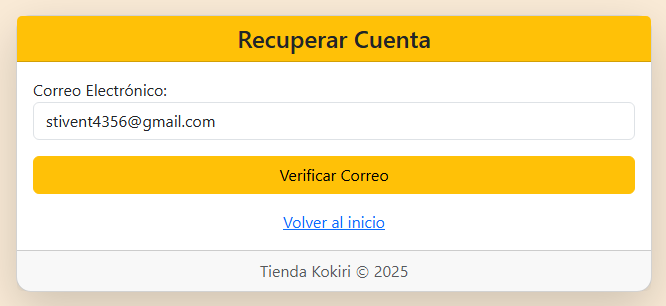 Recuperar Cuenta
Correo Electrónico:
stivent4356@gmail.com
Verificar Correo
Volver al inicio
Tienda Kokiri © 2025